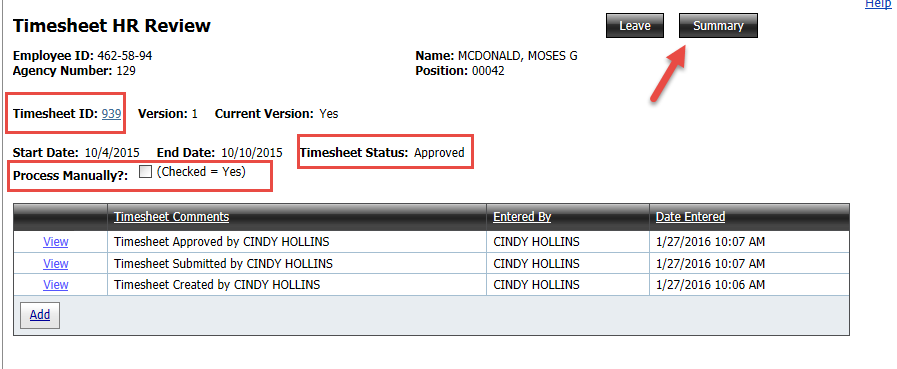 Help
Timesheet HR Review
Leave
Summary
Employee ID: 462-58-94
Name: MCDONALD, MOSES G
Agency Number: 129
Position: 00042
Timesheet ID: 939 Version: 1 Current Version: Yes
Start Date: 10/4/2015 End Date: 10/10/2015 Timesheet Status: Approved
Process Manually?: (Checked = Yes)
Timesheet Comments Entered By Date Entered
View Timesheet Approved by CINDY HOLLINS CINDY HOLLINS 1/27/2016 10:07 AM
View Timesheet Submitted by CINDY HOLLINS CINDY HOLLINS 1/27/2016 10:07 AM
View Timesheet Created by CINDY HOLLINS CINDY HOLLINS 1/27/2016 10:06 AM
Add